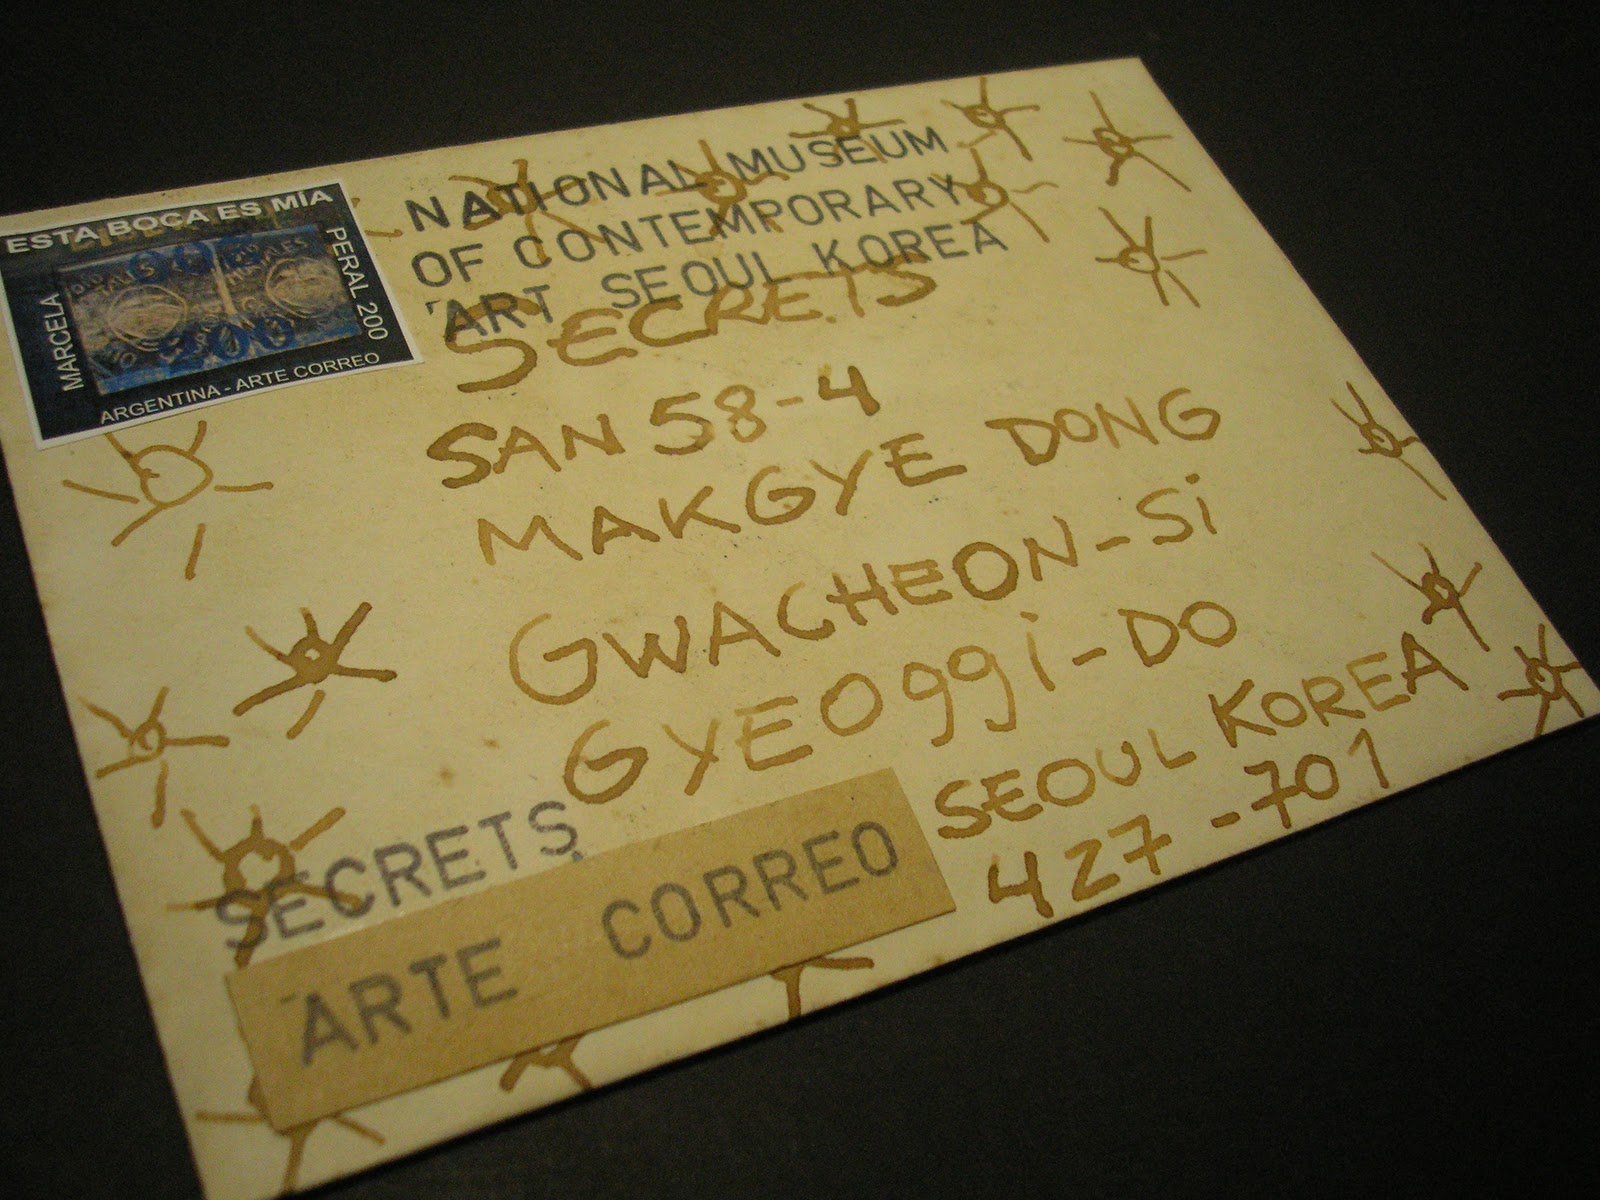 ESTA BOCA ES MÍA
MARCELA
PERAL 200
ARGENTINA - ARTE CORREO
NATIONAL MUSEUM
OF CONTEMPORARY
ART SEOUL KOREA
SECRETS
SAN 58-4
MAKGYE DONG
GWACHEON-Si
GYEOggi-DO
SEOUL KOREA
427-701
SECRETS
ARTE CORREO